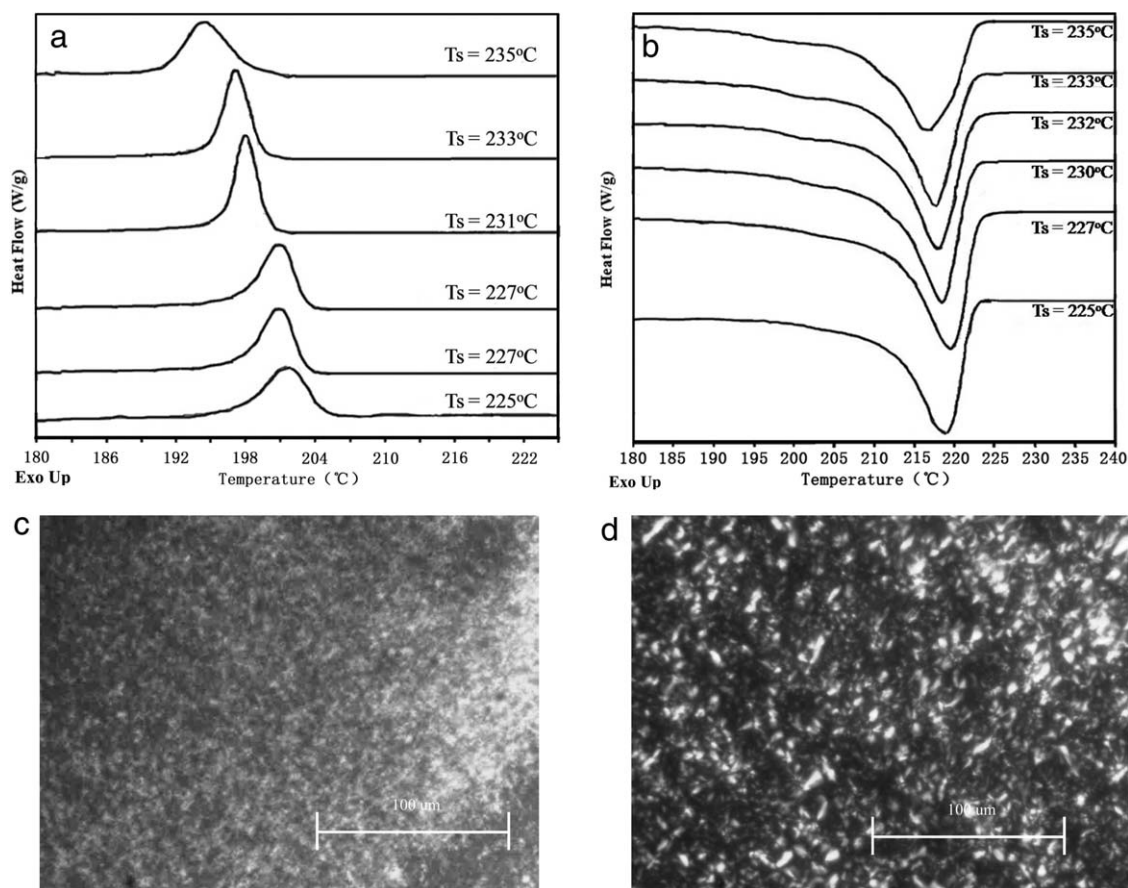 a
Ts = 235°C
Ts = 233°C
Ts = 231°C
Ts = 227°C
Ts = 227°C
Ts = 225°C
Heat Flow (W/g)
180 186 192 198 204 210 216 222
Exo Up
Temperature (℃)
b
Ts = 235°C
Ts = 233°C
Ts = 232°C
Ts = 230°C
Ts = 227°C
Ts = 225°C
Heat Flow (W/g)
180 185 190 195 200 205 210 215 220 225 230 235 240
Exo Up
Temperature (℃)
c
100 um
d
100 um